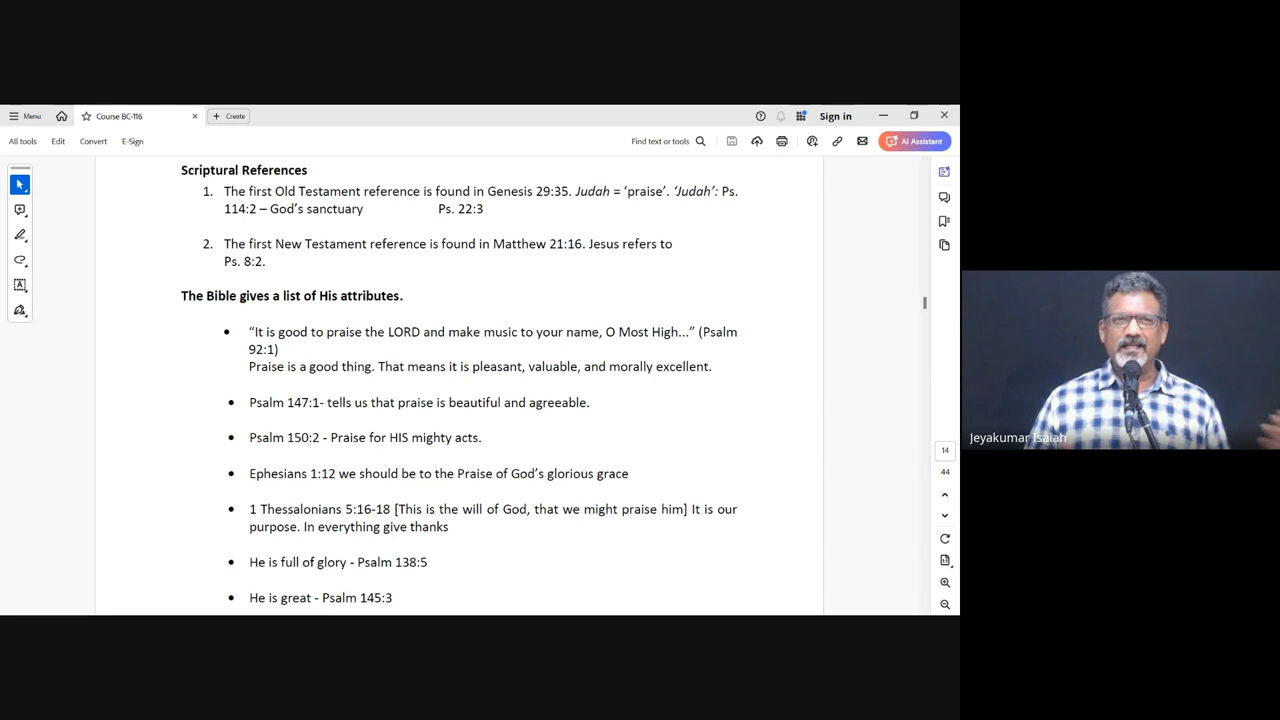 Menu
Course BC-116
Create
Sign in
All tools
Edit
Convert
E-Sign
Find text or tools
AI Assistant
Scriptural References
1. The first Old Testament reference is found in Genesis 29:35. Judah = ‘praise’. ‘Judah’: Ps.
114:2 – God’s sanctuary Ps. 22:3
2. The first New Testament reference is found in Matthew 21:16. Jesus refers to
Ps. 8:2.
The Bible gives a list of His attributes.
• “It is good to praise the LORD and make music to your name, O Most High...” (Psalm
92:1)
Praise is a good thing. That means it is pleasant, valuable, and morally excellent.
• Psalm 147:1- tells us that praise is beautiful and agreeable.
• Psalm 150:2 - Praise for HIS mighty acts.
• Ephesians 1:12 we should be to the Praise of God’s glorious grace
• 1 Thessalonians 5:16-18 [This is the will of God, that we might praise him] It is our
purpose. In everything give thanks
• He is full of glory - Psalm 138:5
• He is great - Psalm 145:3
14
44
Jeyakumar Isaiah